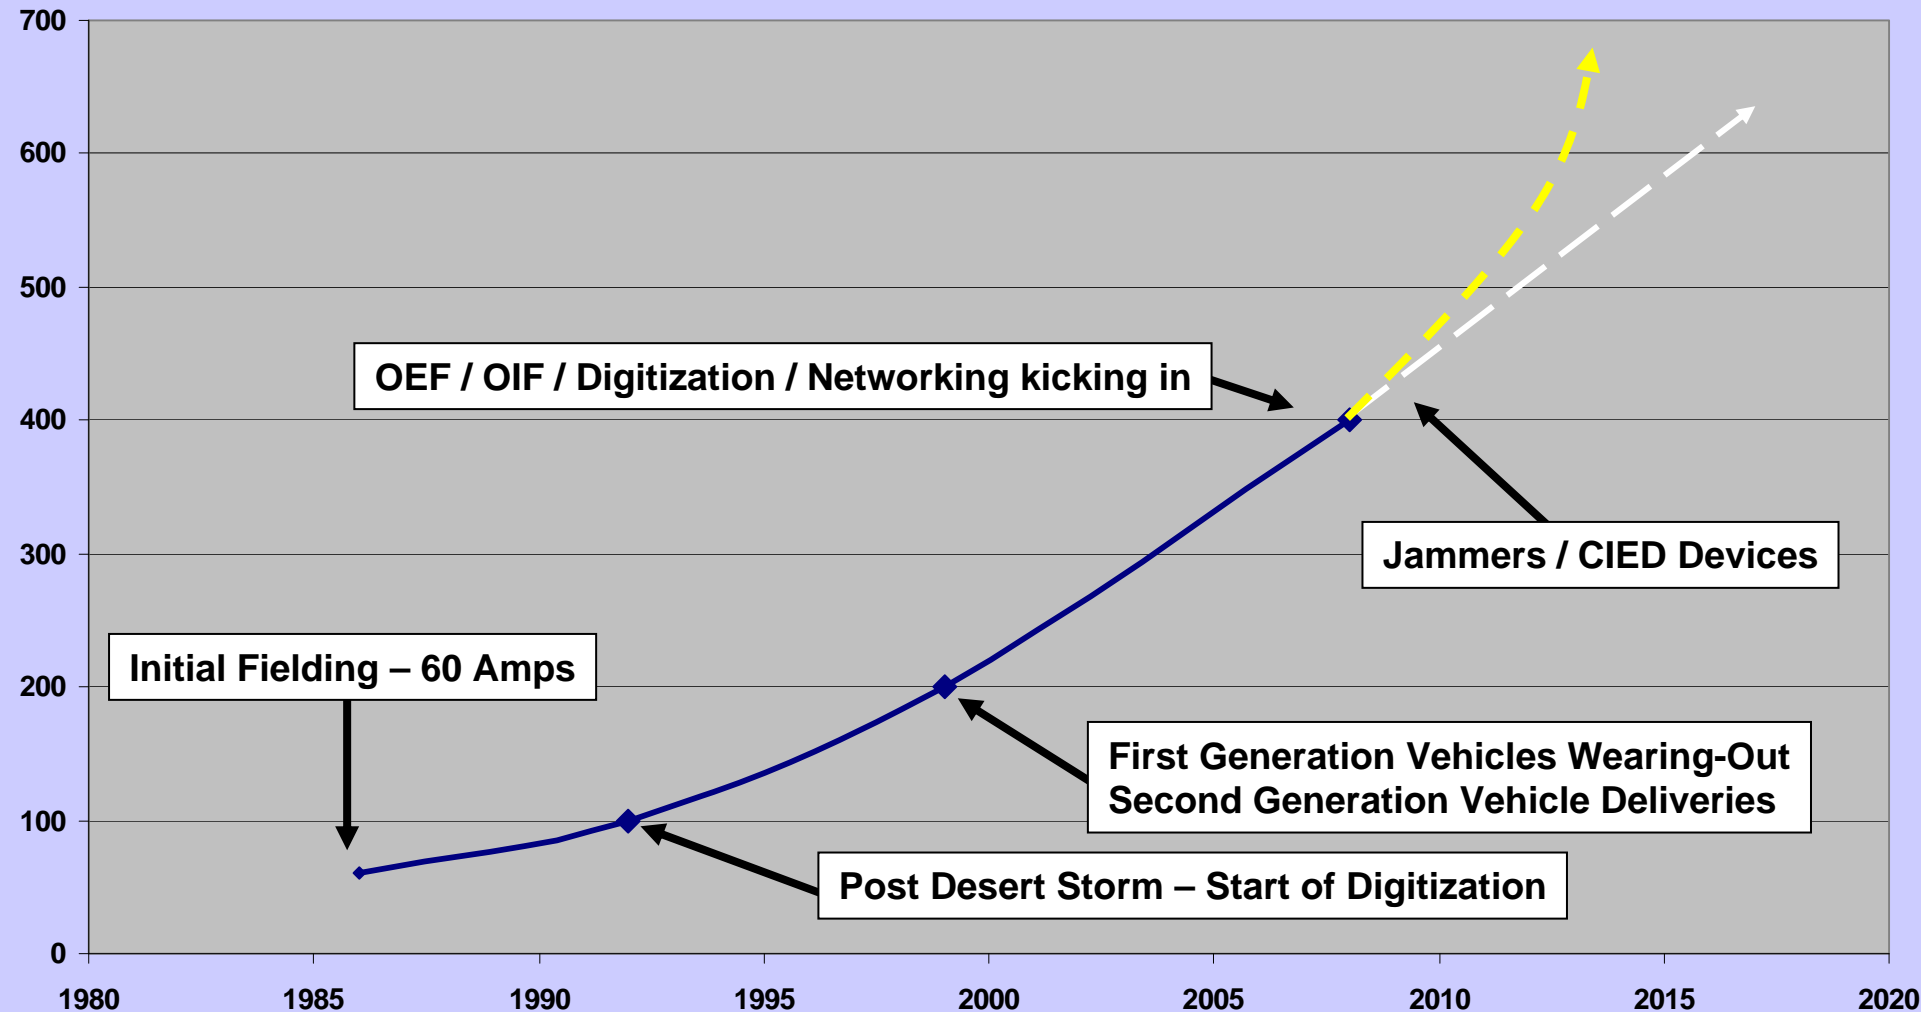 700
600
500
400
300
200
100
0
OEF / OIF / Digitization / Networking kicking in
Jammers / CIED Devices
Initial Fielding – 60 Amps
First Generation Vehicles Wearing-Out
Second Generation Vehicle Deliveries
Post Desert Storm – Start of Digitization
1980 1985 1990 1995 2000 2005 2010 2015 2020